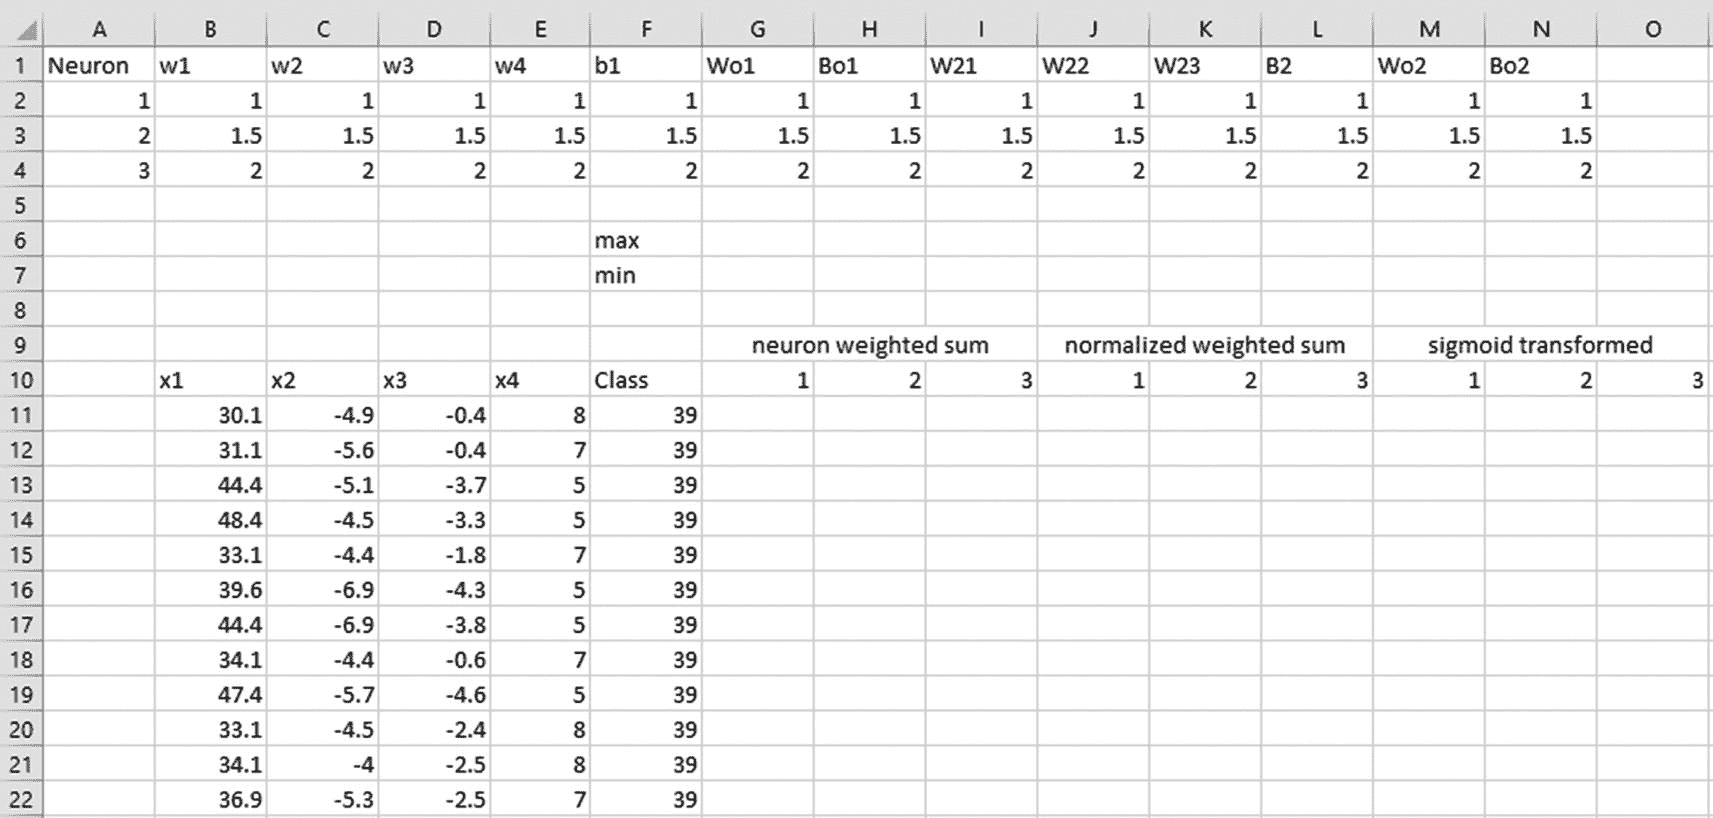 A B C D E F G H I J K L M N O
1 Neuron w1 w2 w3 w4 b1 Wo1 Bo1 W21 W22 W23 B2 Wo2 Bo2
2 1 1 1 1 1 1 1 1 1 1 1 1 1 1
3 2 1.5 1.5 1.5 1.5 1.5 1.5 1.5 1.5 1.5 1.5 1.5 1.5 1.5
4 3 2 2 2 2 2 2 2 2 2 2 2 2 2
5
6 max
7 min
8
9 neuron weighted sum normalized weighted sum sigmoid transformed
10 x1 x2 x3 x4 Class 1 2 3 1 2 3 1 2 3
11 30.1 -4.9 -0.4 8 39
12 31.1 -5.6 -0.4 7 39
13 44.4 -5.1 -3.7 5 39
14 48.4 -4.5 -3.3 5 39
15 33.1 -4.4 -1.8 7 39
16 39.6 -6.9 -4.3 5 39
17 44.4 -6.9 -3.8 5 39
18 34.1 -4.4 -0.6 7 39
19 47.4 -5.7 -4.6 5 39
20 33.1 -4.5 -2.4 8 39
21 34.1 -4 -2.5 8 39
22 36.9 -5.3 -2.5 7 39